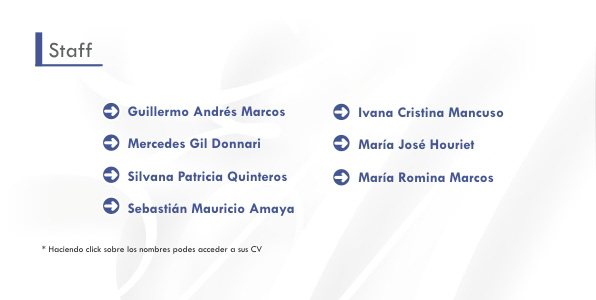 Staff
Guillermo Andrés Marcos
Mercedes Gil Donnari
Silvana Patricia Quinteros
Sebastián Mauricio Amaya
Ivana Cristina Mancuso
María José Houriet
María Romina Marcos
* Haciendo click sobre los nombres podes acceder a sus CV